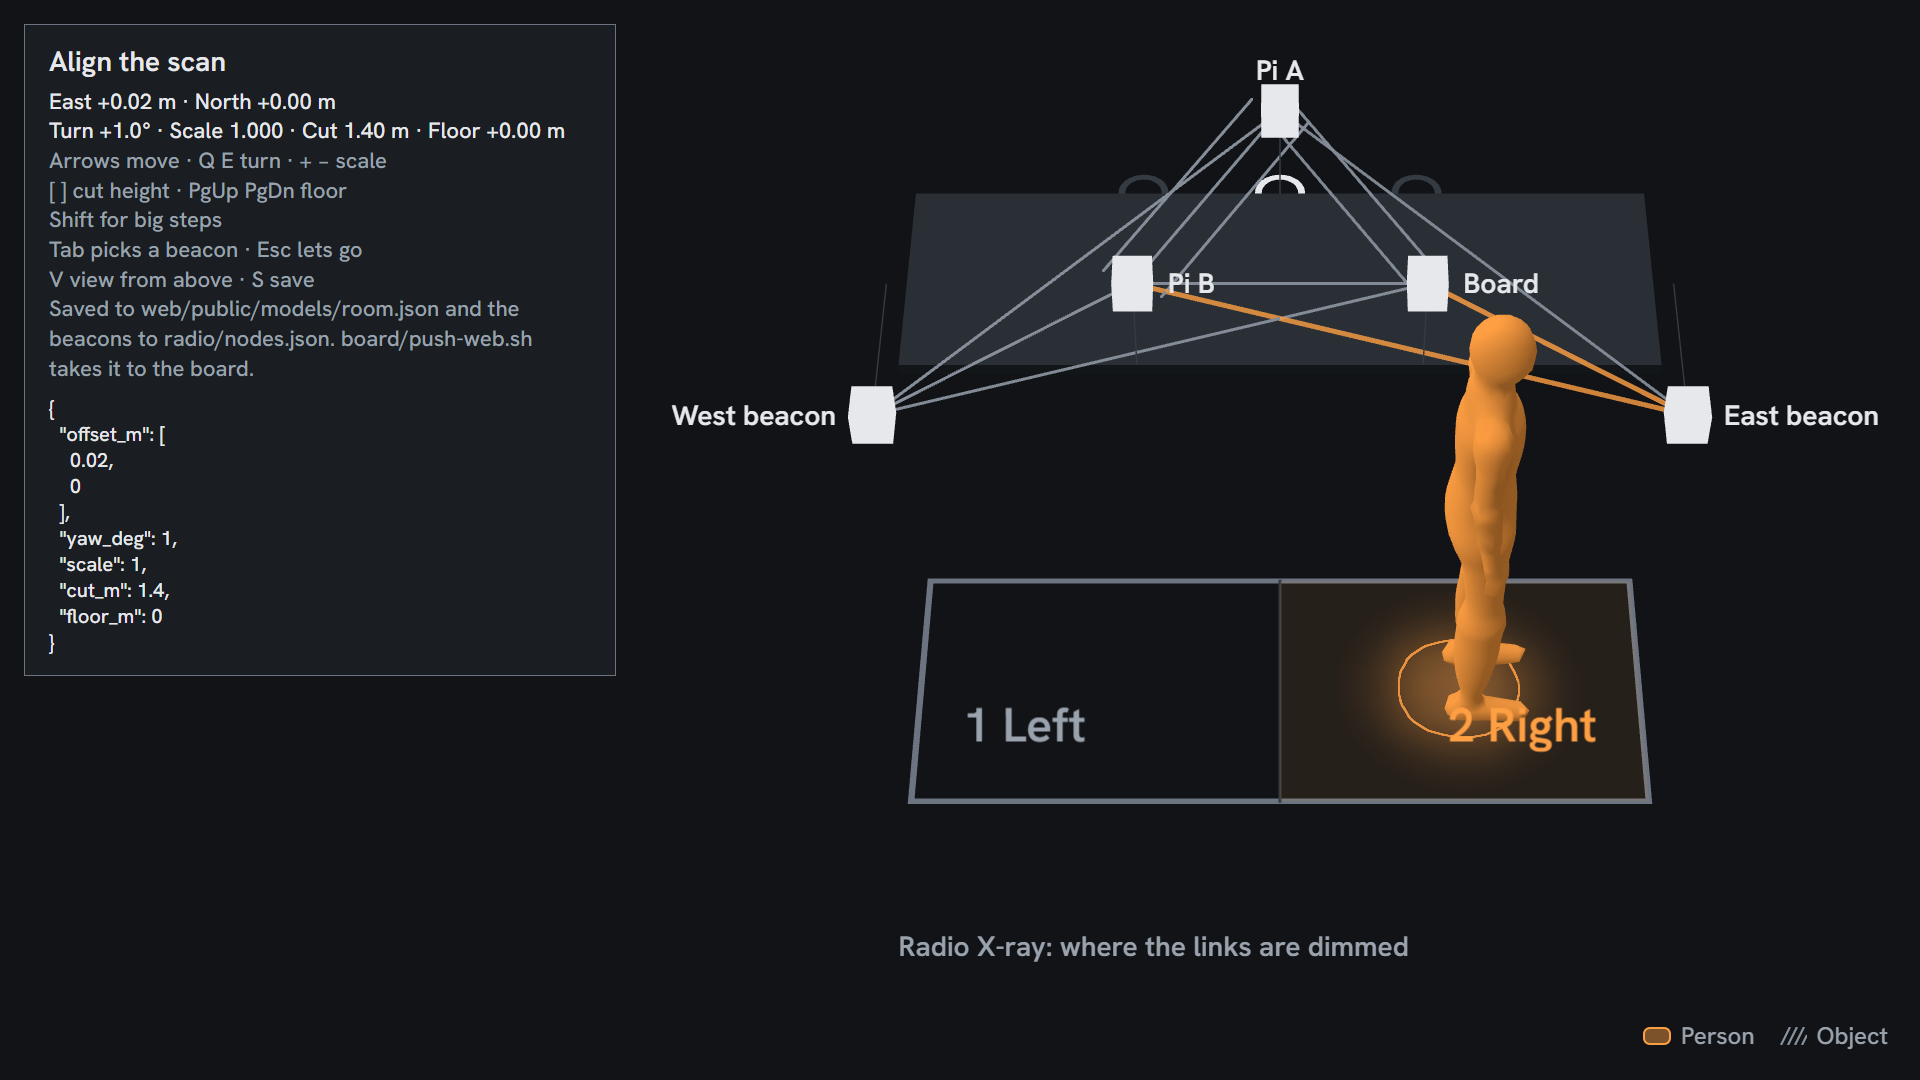 Align the scan
East +0.02 m · North +0.00 m
Turn +1.0° · Scale 1.000 · Cut 1.40 m · Floor +0.00 m
Arrows move · Q E turn · + − scale
[ ] cut height · PgUp PgDn floor
Shift for big steps
Tab picks a beacon · Esc lets go
V view from above · S save
Saved to web/public/models/room.json and the
beacons to radio/nodes.json. board/push-web.sh
takes it to the board.
{
"offset_m": [
0.02,
0
],
"yaw_deg": 1,
"scale": 1,
"cut_m": 1.4,
"floor_m": 0
}
Pi A
Pi B
Board
West beacon
East beacon
1 Left
2 Right
Radio X-ray: where the links are dimmed
Person
Object